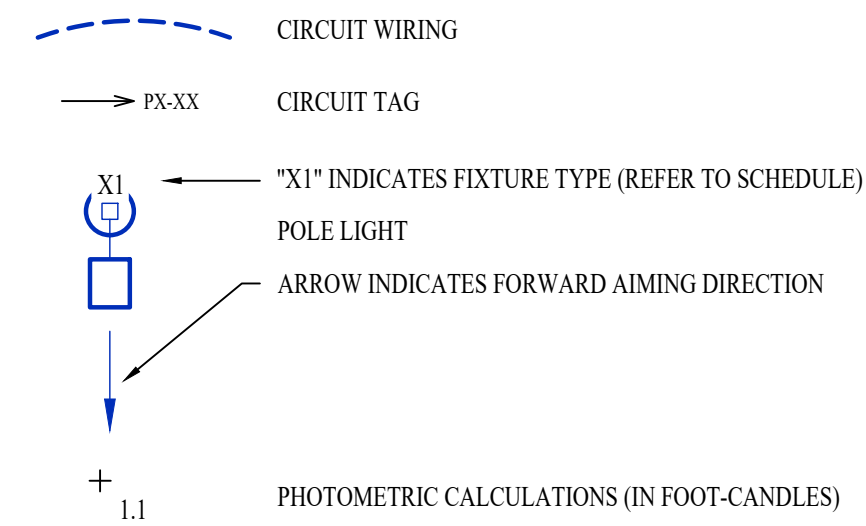 CIRCUIT WIRING
PX-XX CIRCUIT TAG
X1 "X1" INDICATES FIXTURE TYPE (REFER TO SCHEDULE)
POLE LIGHT
ARROW INDICATES FORWARD AIMING DIRECTION
1.1 PHOTOMETRIC CALCULATIONS (IN FOOT-CANDLES)